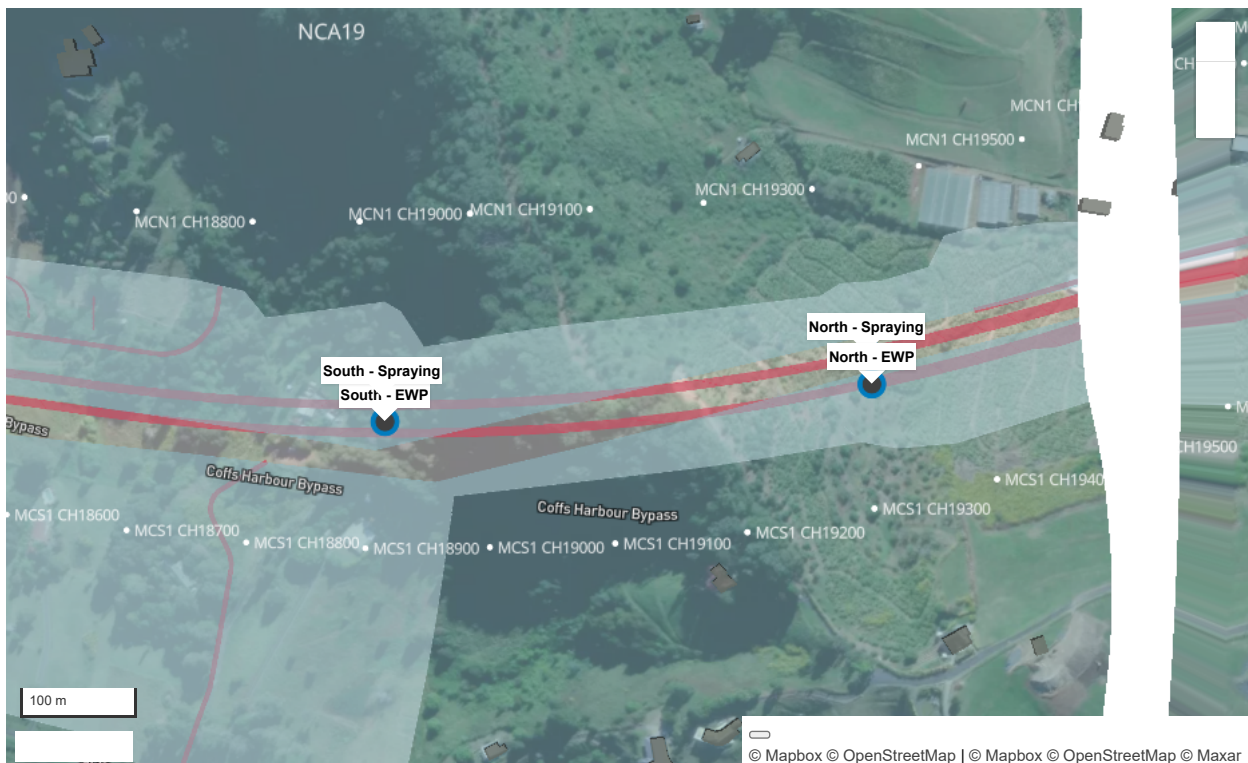 NCA19
CH
MCN1 CH
MCN1 CH19500
MCN1 CH19300
MCN1 CH19100
MCN1 CH19000
MCN1 CH18800
North - Spraying
North - EWP
South - Spraying
South - EWP
Bypass
Coffs Harbour Bypass
Coffs Harbour Bypass
CH19500
MCS1 CH1940
MCS1 CH19300
MCS1 CH19200
MCS1 CH19100
MCS1 CH19000
MCS1 CH18900
MCS1 CH18800
MCS1 CH18700
MCS1 CH18600
100 m
© Mapbox © OpenStreetMap | © Mapbox © OpenStreetMap © Maxar